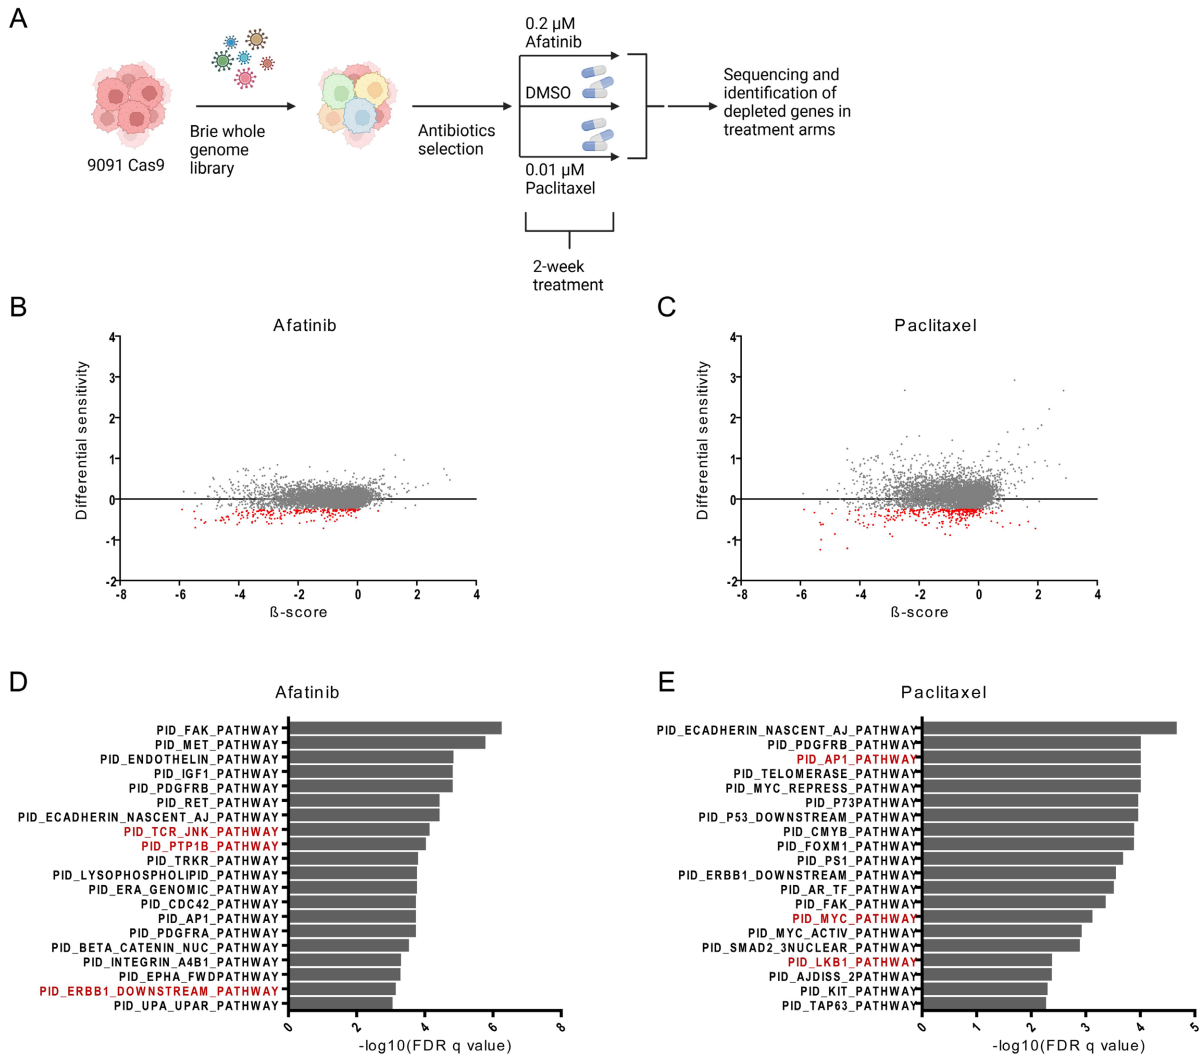 A
0.2 µM
Afatinib
DMSO
0.01 µM
Paclitaxel
9091 Cas9
Brie whole
genome
library
Antibiotics
selection
2-week
treatment
Sequencing and
identification of
depleted genes in
treatment arms
B
Afatinib
Differential sensitivity
4
3
2
1
0
-1
-2
-8
-6
-4
-2
0
2
4
ß-score
C
Paclitaxel
Differential sensitivity
4
3
2
1
0
-1
-2
-8
-6
-4
-2
0
2
4
ß-score
D
Afatinib
PID_FAK_PATHWAY
PID_MET_PATHWAY
PID_ENDOTHELIN_PATHWAY
PID_IGF1_PATHWAY
PID_PDGFRB_PATHWAY
PID_RET_PATHWAY
PID_ECADHERIN_NASCENT_AJ_PATHWAY
PID_TCR_JNK_PATHWAY
PID_PTP1B_PATHWAY
PID_TRKR_PATHWAY
PID_LYSOPHOSPHOLIPID_PATHWAY
PID_ERA_GENOMIC_PATHWAY
PID_CDC42_PATHWAY
PID_AP1_PATHWAY
PID_PDGFRA_PATHWAY
PID_BETA_CATENIN_NUC_PATHWAY
PID_INTEGRIN_A4B1_PATHWAY
PID_EPHA_FWDPATHWAY
PID_ERBB1_DOWNSTREAM_PATHWAY
PID_UPA_UPAR_PATHWAY
0
2
4
6
8
-log10(FDR q value)
E
Paclitaxel
PID_ECADHERIN_NASCENT_AJ_PATHWAY
PID_PDGFRB_PATHWAY
PID_AP1_PATHWAY
PID_TELOMERASE_PATHWAY
PID_MYC_REPRESS_PATHWAY
PID_P73PATHWAY
PID_P53_DOWNSTREAM_PATHWAY
PID_CMYB_PATHWAY
PID_FOXM1_PATHWAY
PID_PS1_PATHWAY
PID_ERBB1_DOWNSTREAM_PATHWAY
PID_AR_TF_PATHWAY
PID_FAK_PATHWAY
PID_MYC_PATHWAY
PID_MYC_ACTIV_PATHWAY
PID_SMAD2_3NUCLEAR_PATHWAY
PID_LKB1_PATHWAY
PID_AJDISS_2PATHWAY
PID_KIT_PATHWAY
PID_TAP63_PATHWAY
0
1
2
3
4
5
-log10(FDR q value)